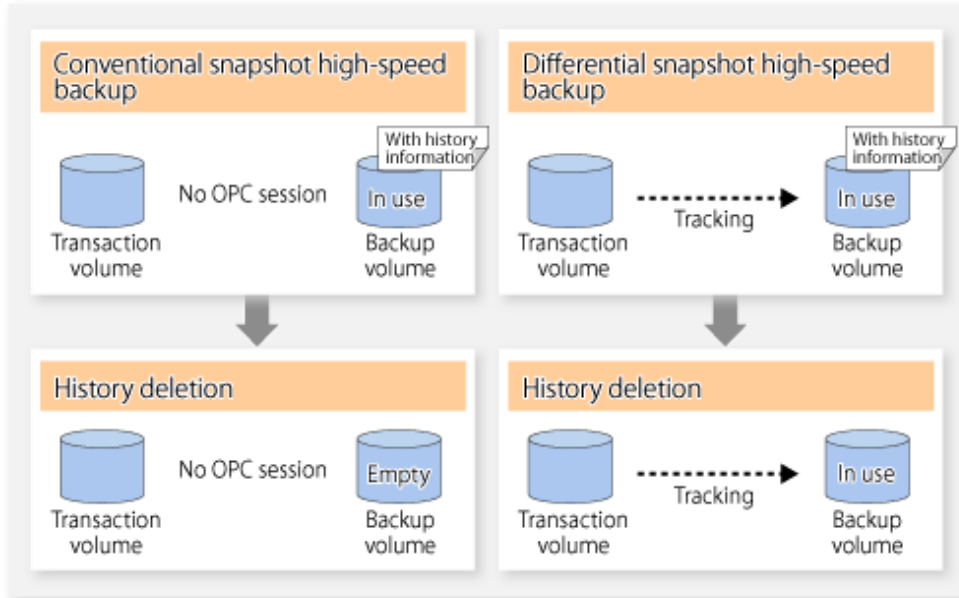 Conventional snapshot high-speed
backup
With history
information
No OPC session
In use
Transaction
volume
Backup
volume
Differential snapshot high-speed
backup
With history
information
In use
Tracking
Transaction
volume
Backup
volume
History deletion
No OPC session
Empty
Transaction
volume
Backup
volume
History deletion
In use
Tracking
Transaction
volume
Backup
volume